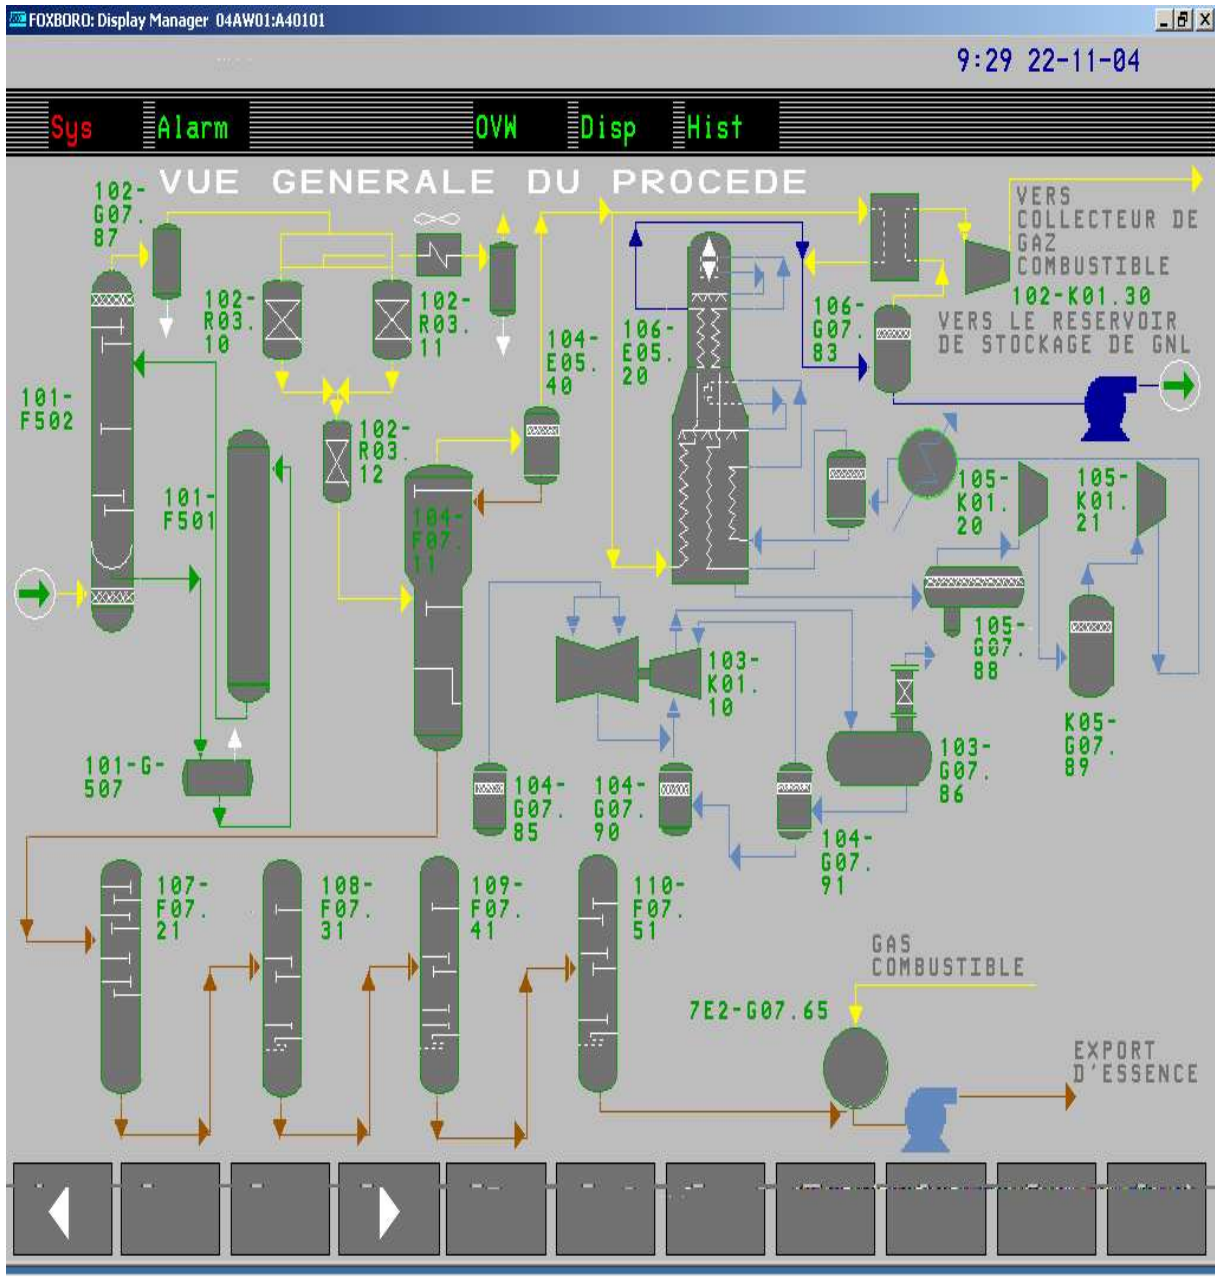 FOXBORO: Display Manager 04AW01:A40101
9:29 22-11-04
Sys Alarm OVW Disp Hist
VUE GENERALE DU PROCEDE
102-
G07.
87
VERS
COLLECTEUR DE
GAZ
COMBUSTIBLE
102-K01.30
102-
R03.
10
102-
R03.
11
104-
E05.
40
106-
E05.
20
106-
G07.
83
VERS LE RESERVOIR
DE STOCKAGE DE GNL
101-
F502
102-
R03.
12
101-
F501
104-
F07.
11
105-
K01.
20
105-
K01.
21
105-
G07.
88
103-
K01.
10
K05-
G07.
89
101-G-
507
104-
G07.
85
104-
G07.
90
103-
G07.
86
104-
G07.
91
107-
F07.
21
108-
F07.
31
109-
F07.
41
110-
F07.
51
GAS
COMBUSTIBLE
7E2-G07.65
EXPORT
D'ESSENCE